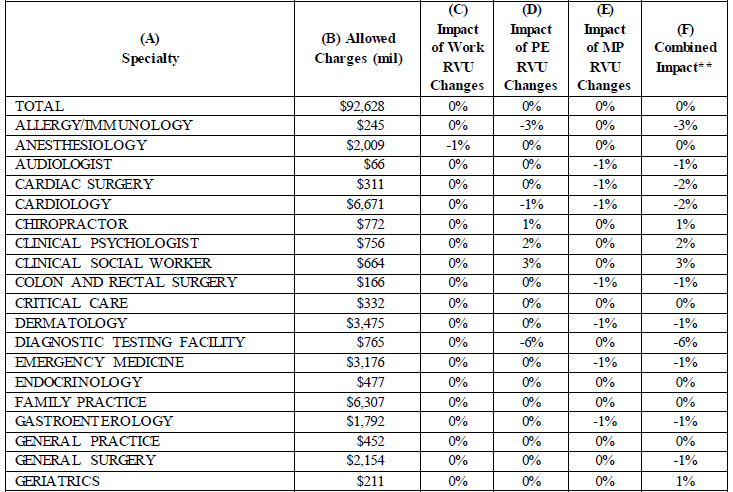 (A) Specialty | (B) Allowed Charges (mil) | (C) Impact of Work RVU Changes | (D) Impact of PE RVU Changes | (E) Impact of MP RVU Changes | (F) Combined Impact**
TOTAL | $92,628 | 0% | 0% | 0% | 0%
ALLERGY/IMMUNOLOGY | $245 | 0% | -3% | 0% | -3%
ANESTHESIOLOGY | $2,009 | -1% | 0% | 0% | 0%
AUDIOLOGIST | $66 | 0% | 0% | -1% | -1%
CARDIAC SURGERY | $311 | 0% | 0% | -1% | -2%
CARDIOLOGY | $6,671 | 0% | -1% | -1% | -2%
CHIROPRACTOR | $772 | 0% | 1% | 0% | 1%
CLINICAL PSYCHOLOGIST | $756 | 0% | 2% | 0% | 2%
CLINICAL SOCIAL WORKER | $664 | 0% | 3% | 0% | 3%
COLON AND RECTAL SURGERY | $166 | 0% | 0% | -1% | -1%
CRITICAL CARE | $332 | 0% | 0% | 0% | 0%
DERMATOLOGY | $3,475 | 0% | 0% | -1% | -1%
DIAGNOSTIC TESTING FACILITY | $765 | 0% | -6% | 0% | -6%
EMERGENCY MEDICINE | $3,176 | 0% | 0% | -1% | -1%
ENDOCRINOLOGY | $477 | 0% | 0% | 0% | 0%
FAMILY PRACTICE | $6,307 | 0% | 0% | 0% | 0%
GASTROENTEROLOGY | $1,792 | 0% | 0% | -1% | -1%
GENERAL PRACTICE | $452 | 0% | 0% | 0% | 0%
GENERAL SURGERY | $2,154 | 0% | 0% | 0% | -1%
GERIATRICS | $211 | 0% | 0% | 0% | 1%